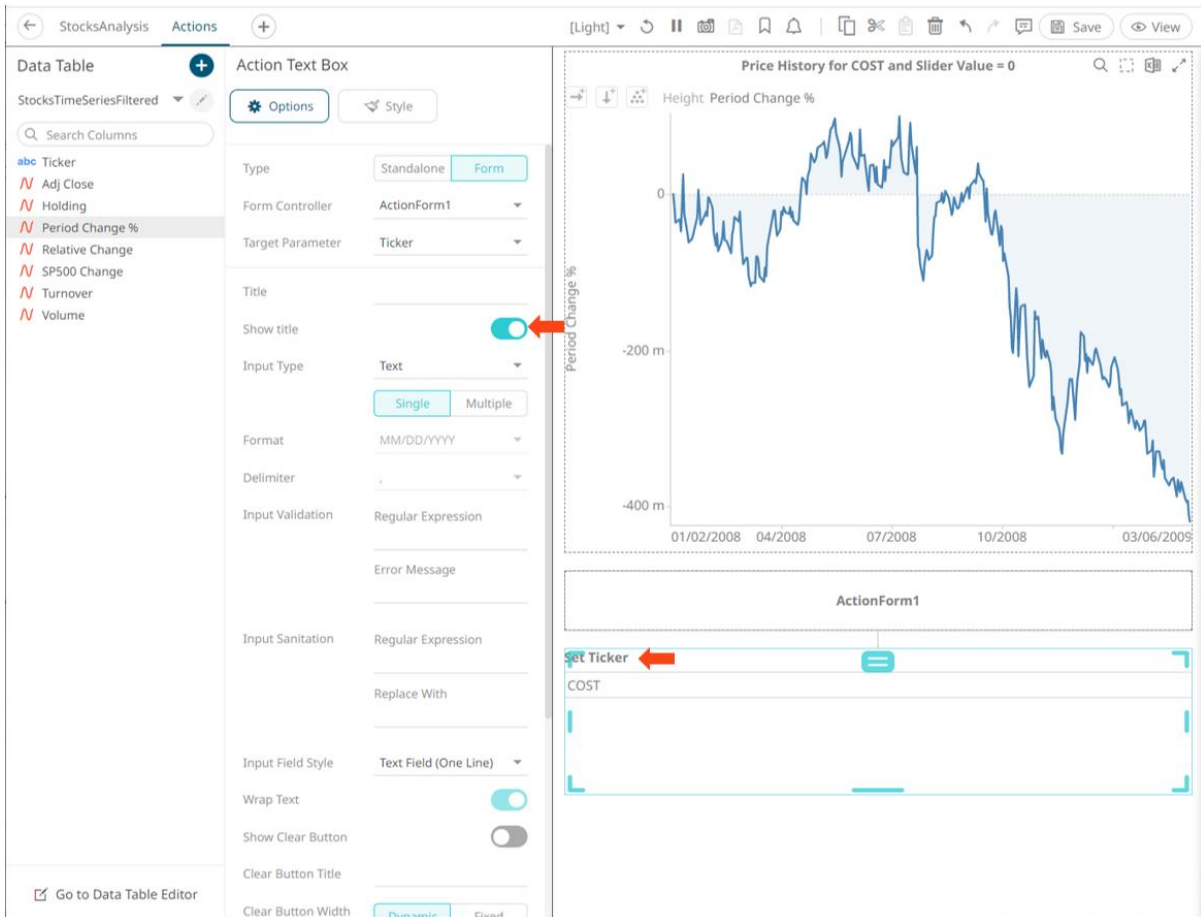 StocksAnalysis Actions [Light] Save View
Data Table
StocksTimeSeriesFiltered
Search Columns
abc Ticker
Adj Close
Holding
Period Change %
Relative Change
SP500 Change
Turnover
Volume
Go to Data Table Editor
Action Text Box
Options Style
Type Standalone Form
Form Controller ActionForm1
Target Parameter Ticker
Title
Show title
Input Type Text
Single Multiple
Format MM/DD/YYYY
Delimiter ,
Input Validation Regular Expression
Error Message
Input Sanitation Regular Expression
Replace With
Input Field Style Text Field (One Line)
Wrap Text
Show Clear Button
Clear Button Title
Clear Button Width Dynamic Fixed
Price History for COST and Slider Value = 0
Height Period Change %
Period Change %
0
-200 m
-400 m
01/02/2008 04/2008 07/2008 10/2008 03/06/2009
ActionForm1
Set Ticker
COST